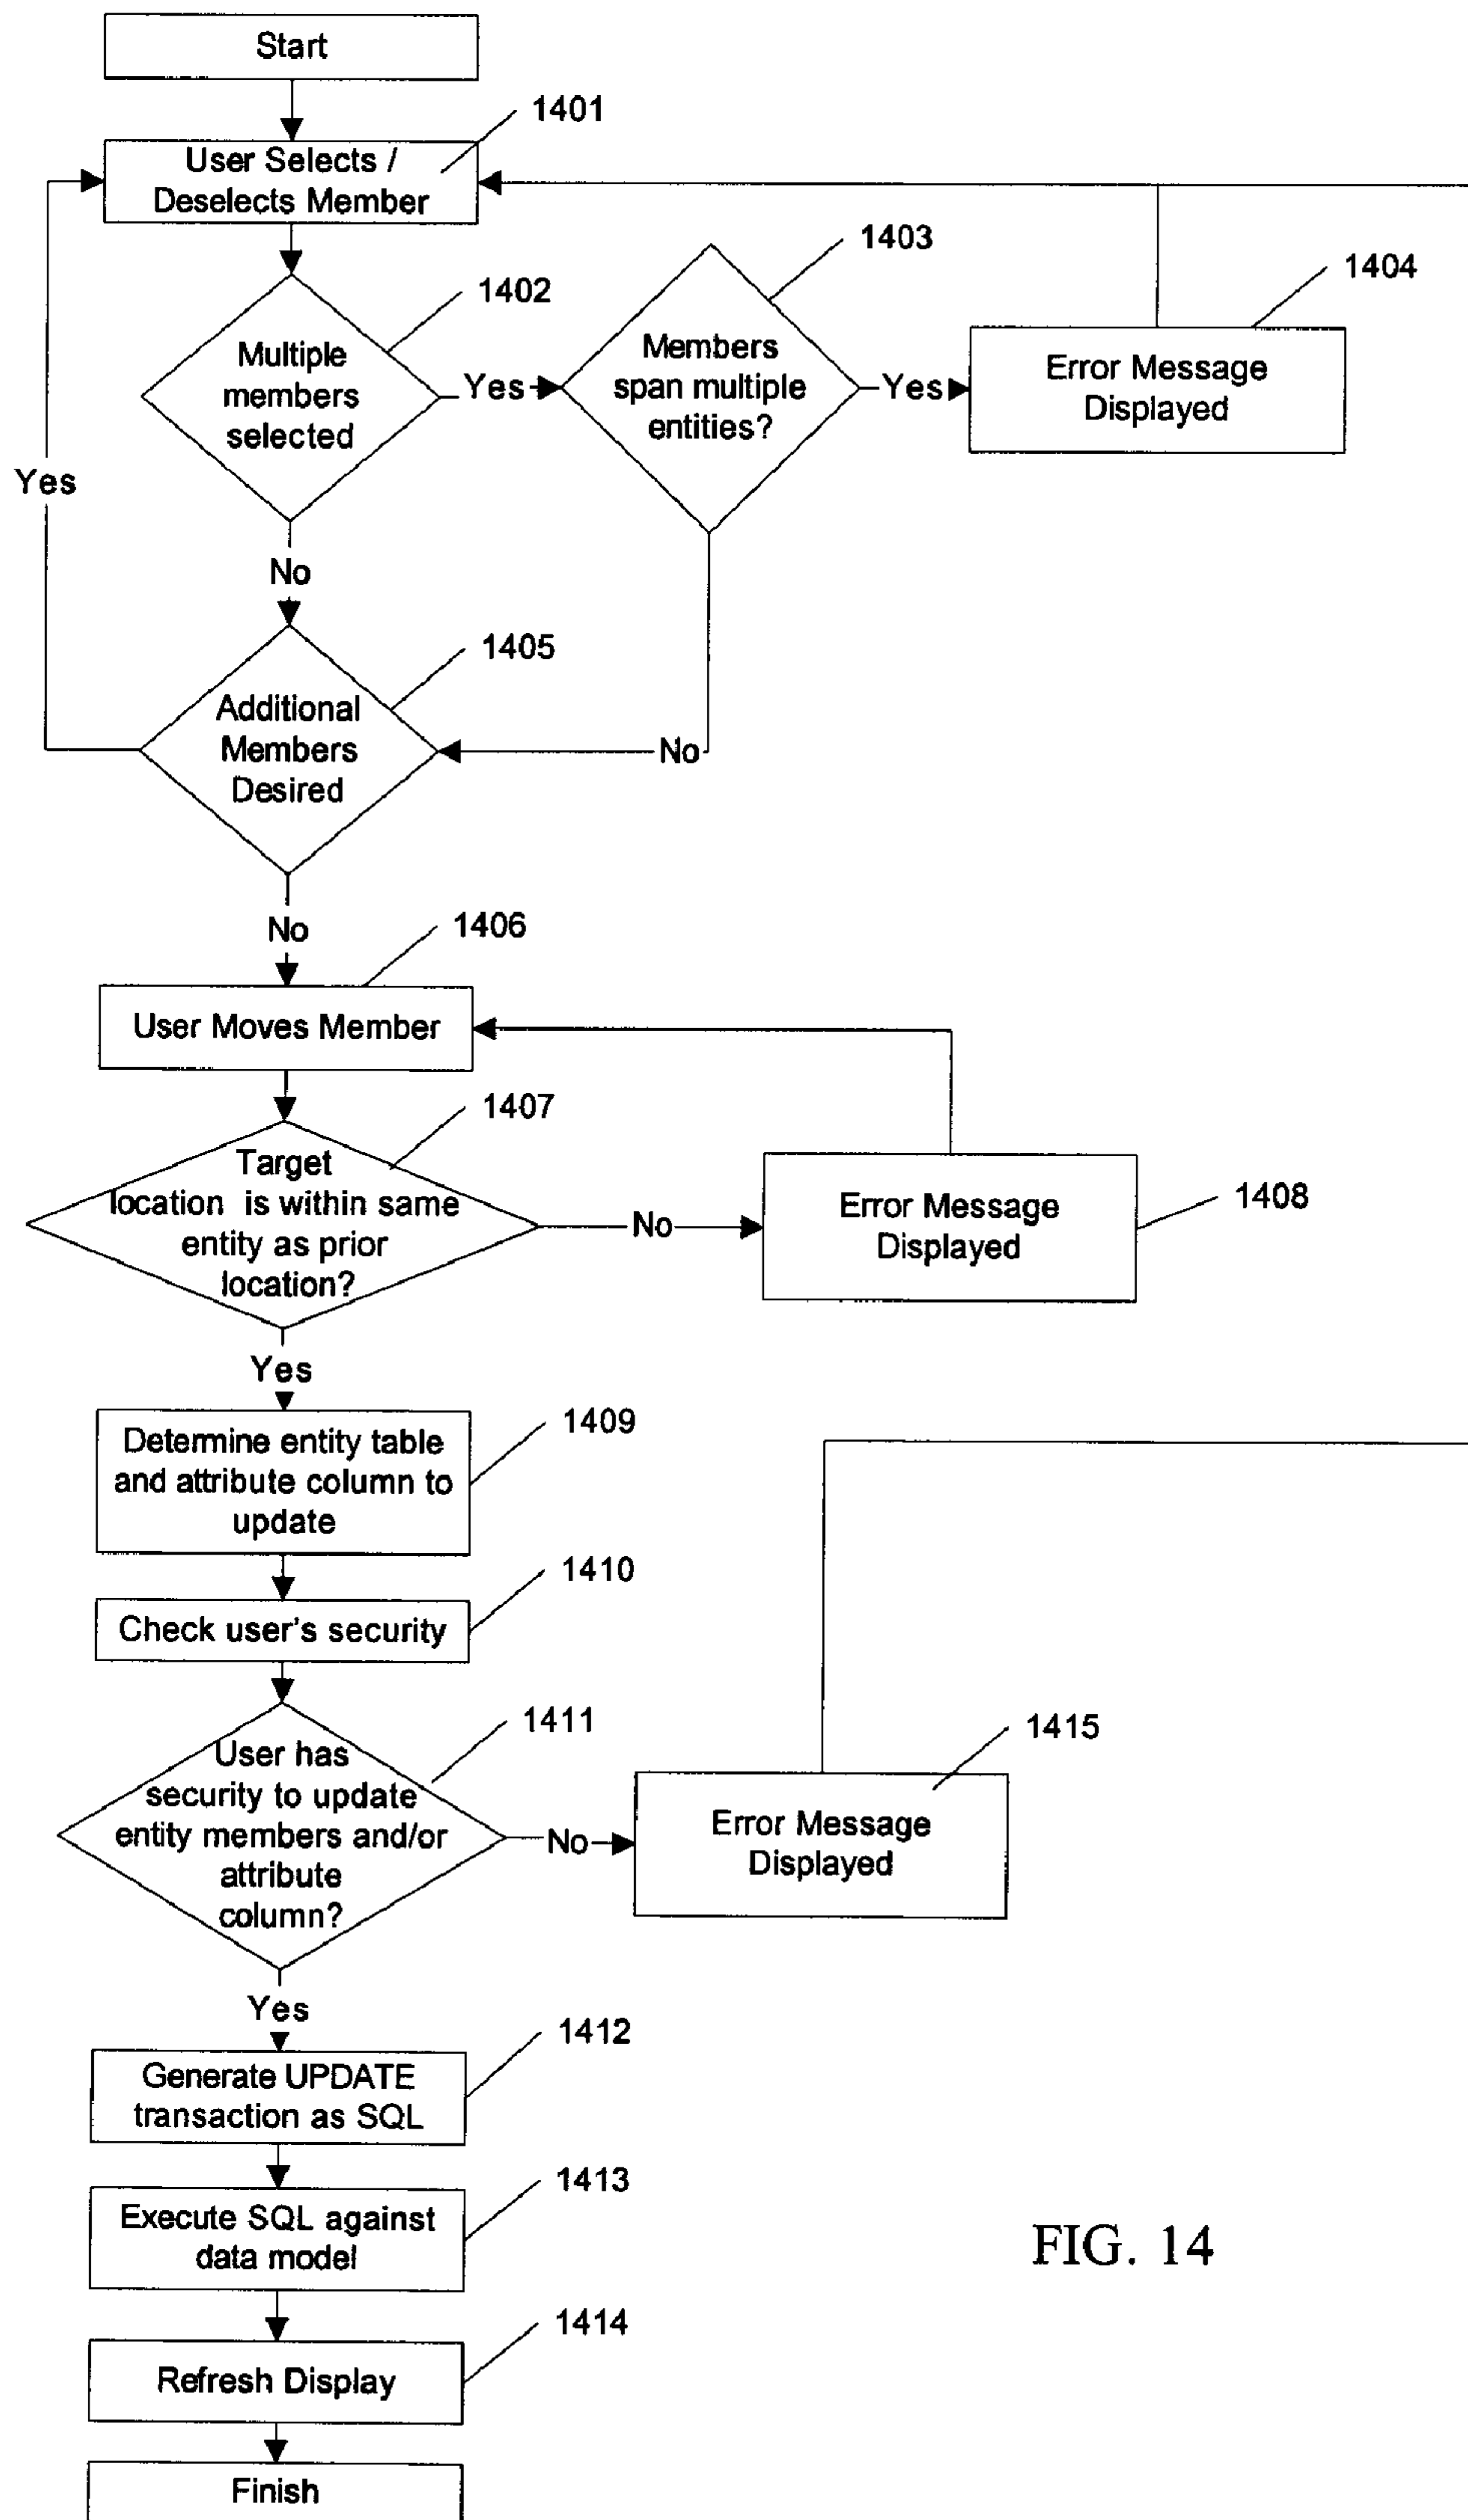 Start
1401
User Selects /
Deselects Member
1403
1404
1402
Multiple
members
selected
Yes
Members
span multiple
entities?
Yes
Error Message
Displayed
Yes
No
1405
Additional
Members
Desired
No
No
1406
User Moves Member
1407
Target
location is within same
entity as prior
location?
No
Error Message
Displayed
1408
Yes
1409
Determine entity table
and attribute column to
update
1410
Check user's security
1411
User has
security to update
entity members and/or
attribute
column?
No
1415
Error Message
Displayed
Yes
1412
Generate UPDATE
transaction as SQL
1413
Execute SQL against
data model
FIG. 14
1414
Refresh Display
Finish